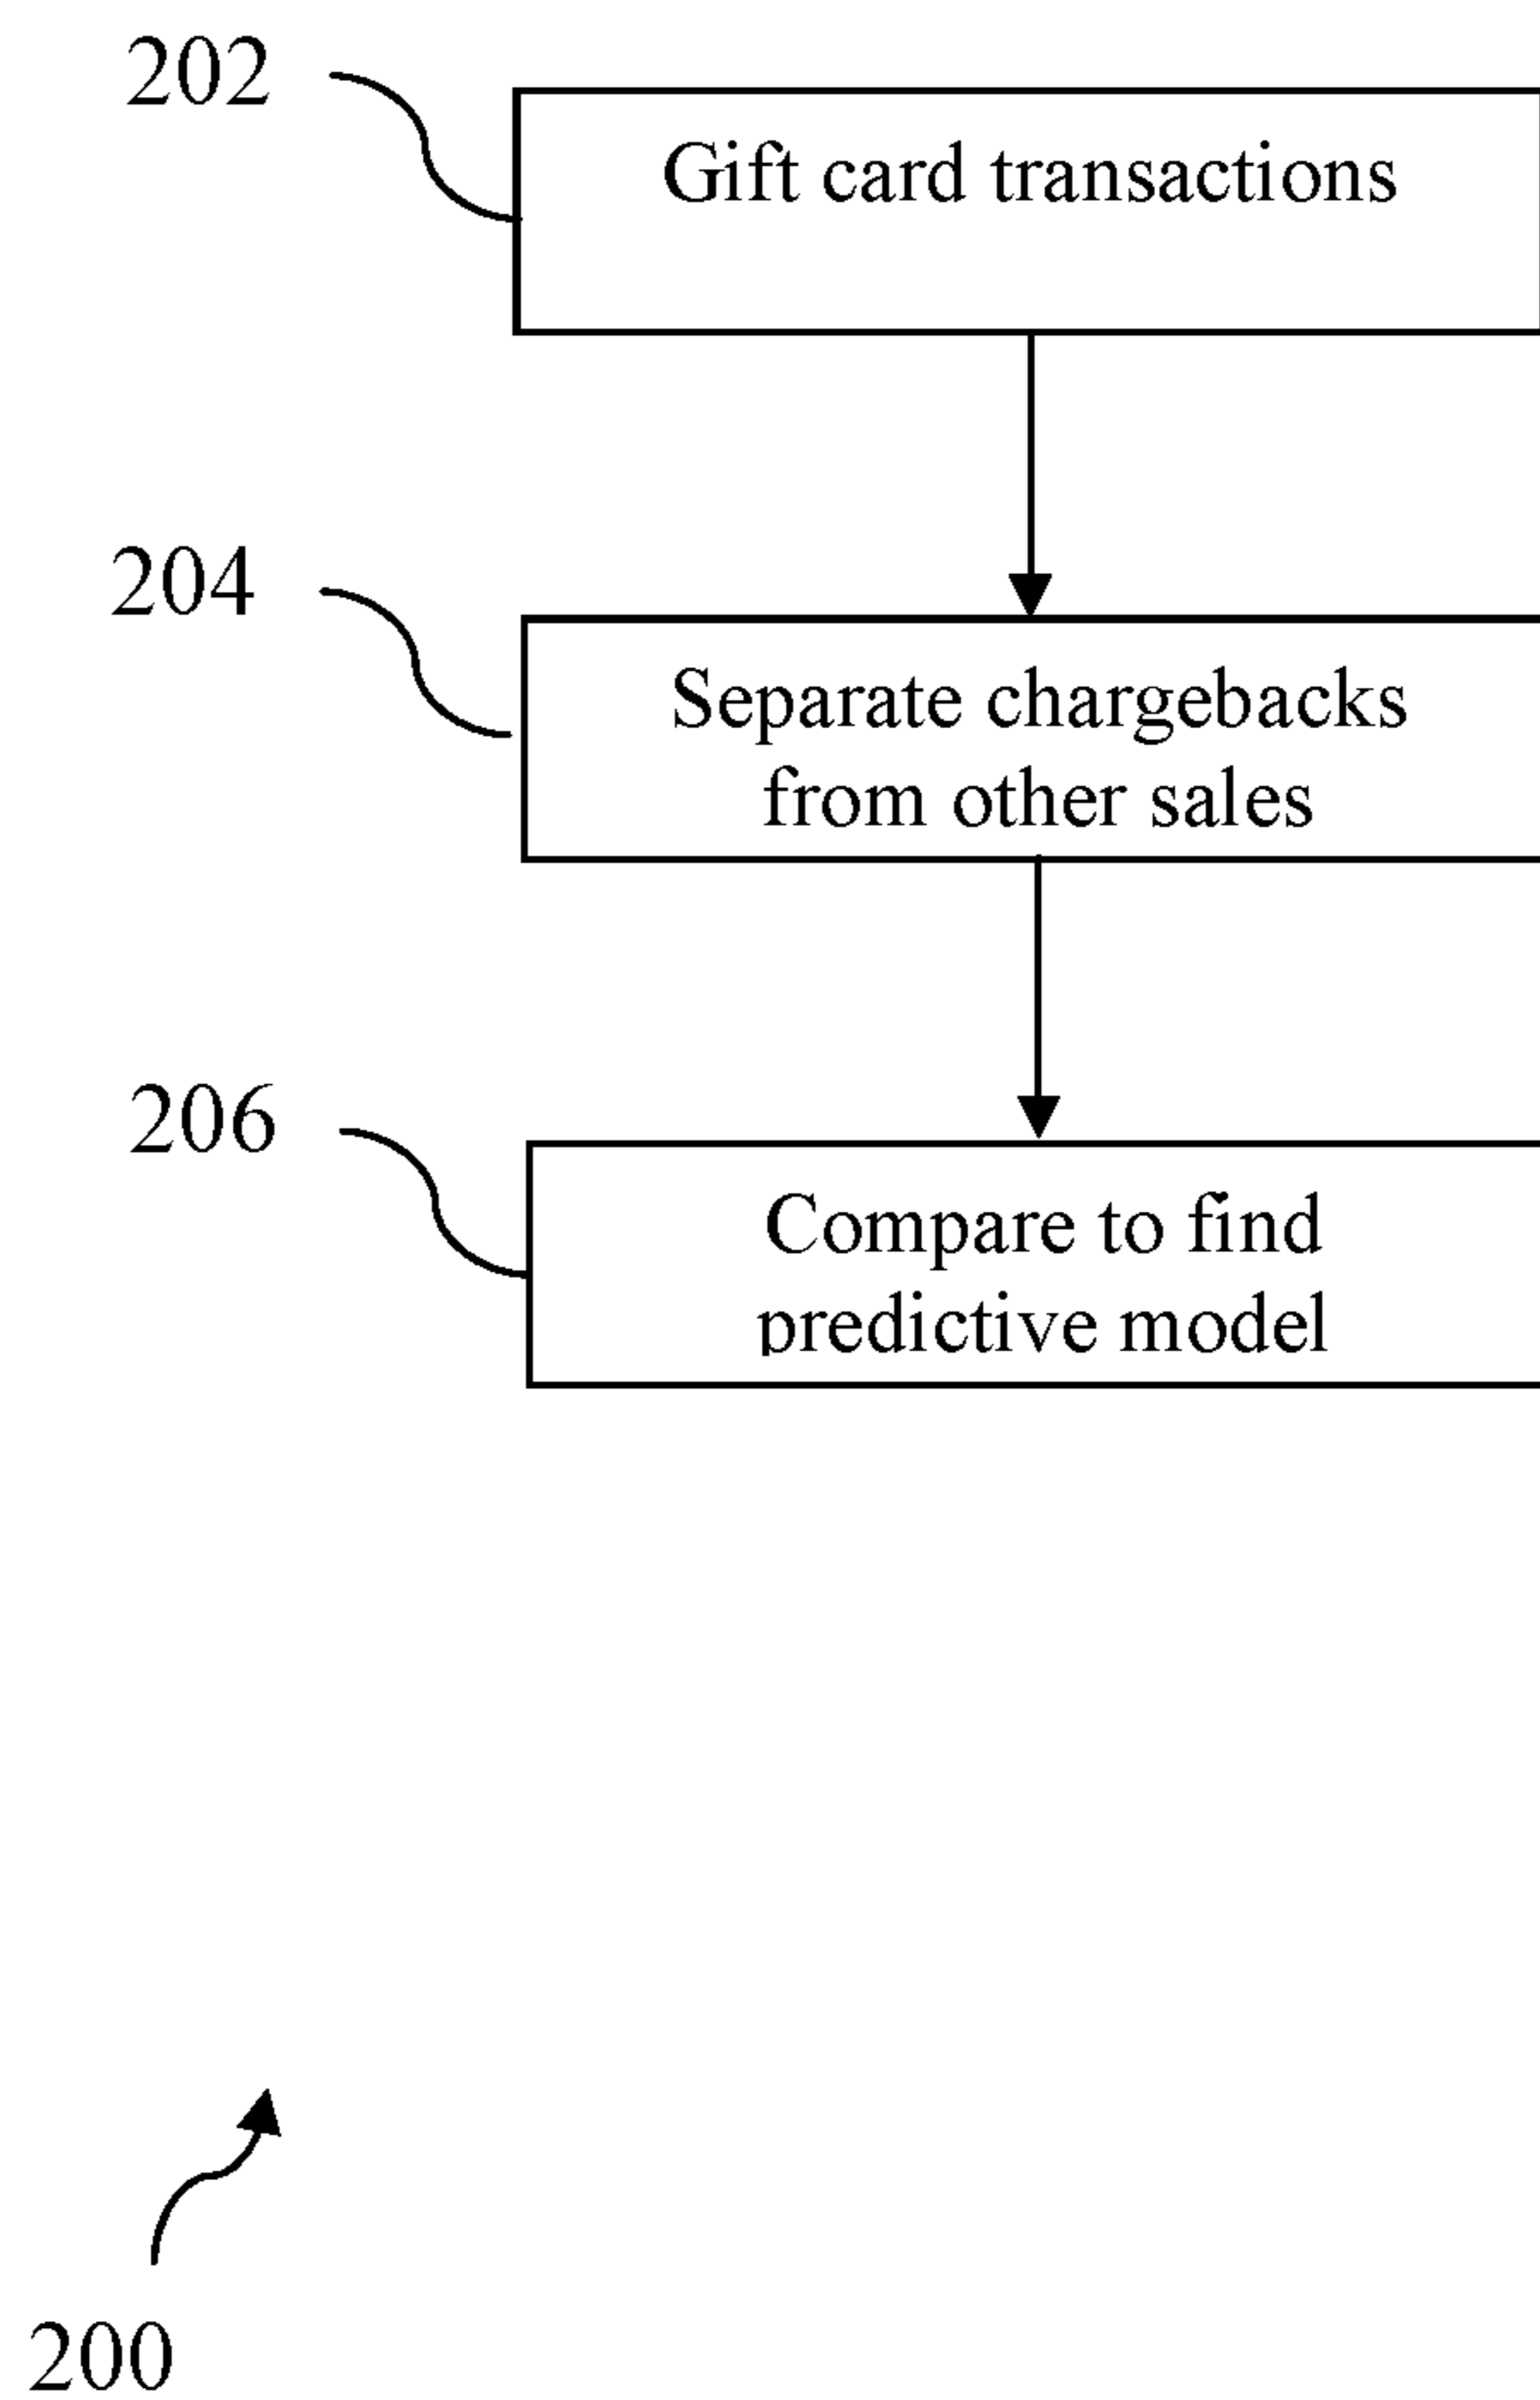 202
Gift card transactions
204
Separate chargebacks
from other sales
206
Compare to find
predictive model
200